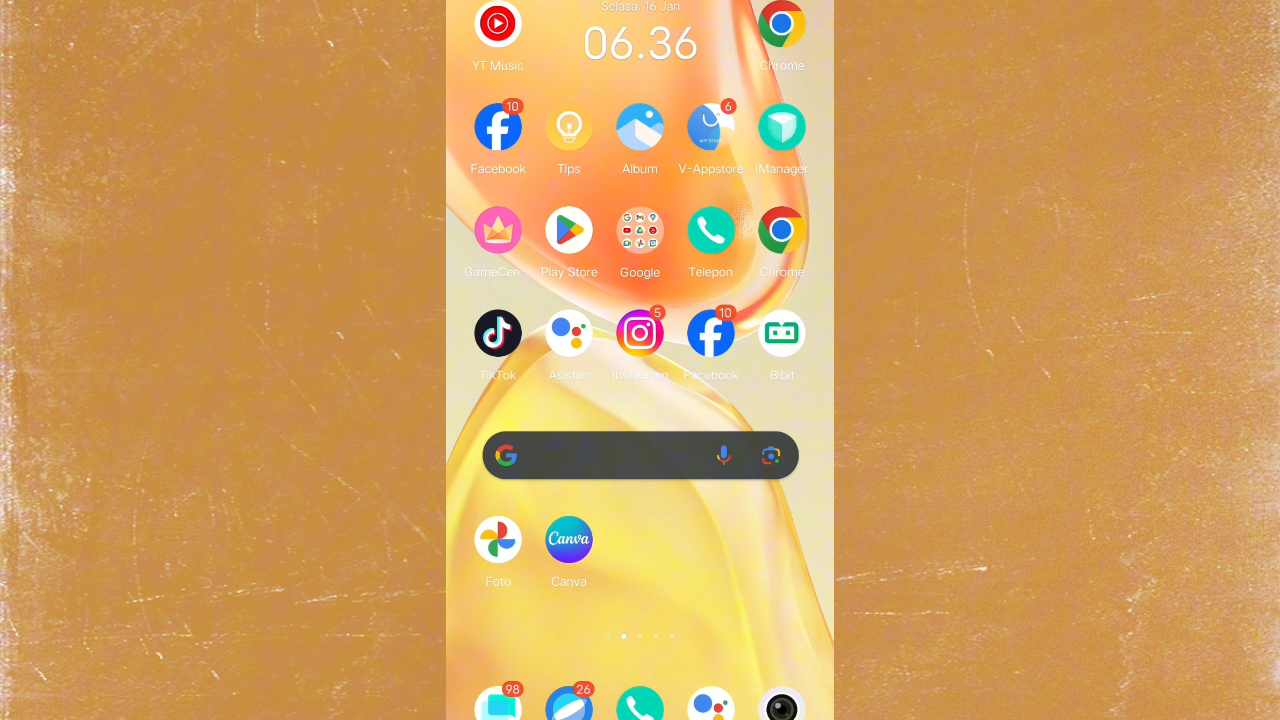 Selasa, 16 Jan
06.36
YT Music
Chrome
10
6
Facebook
Tips
Album
V-Appstore
iManager
GameCen
Play Store
Google
Telepon
Chrome
5
10
TikTok
Asisten
Instagram
Facebook
Bibit
Canva
Foto
Canva
98
26